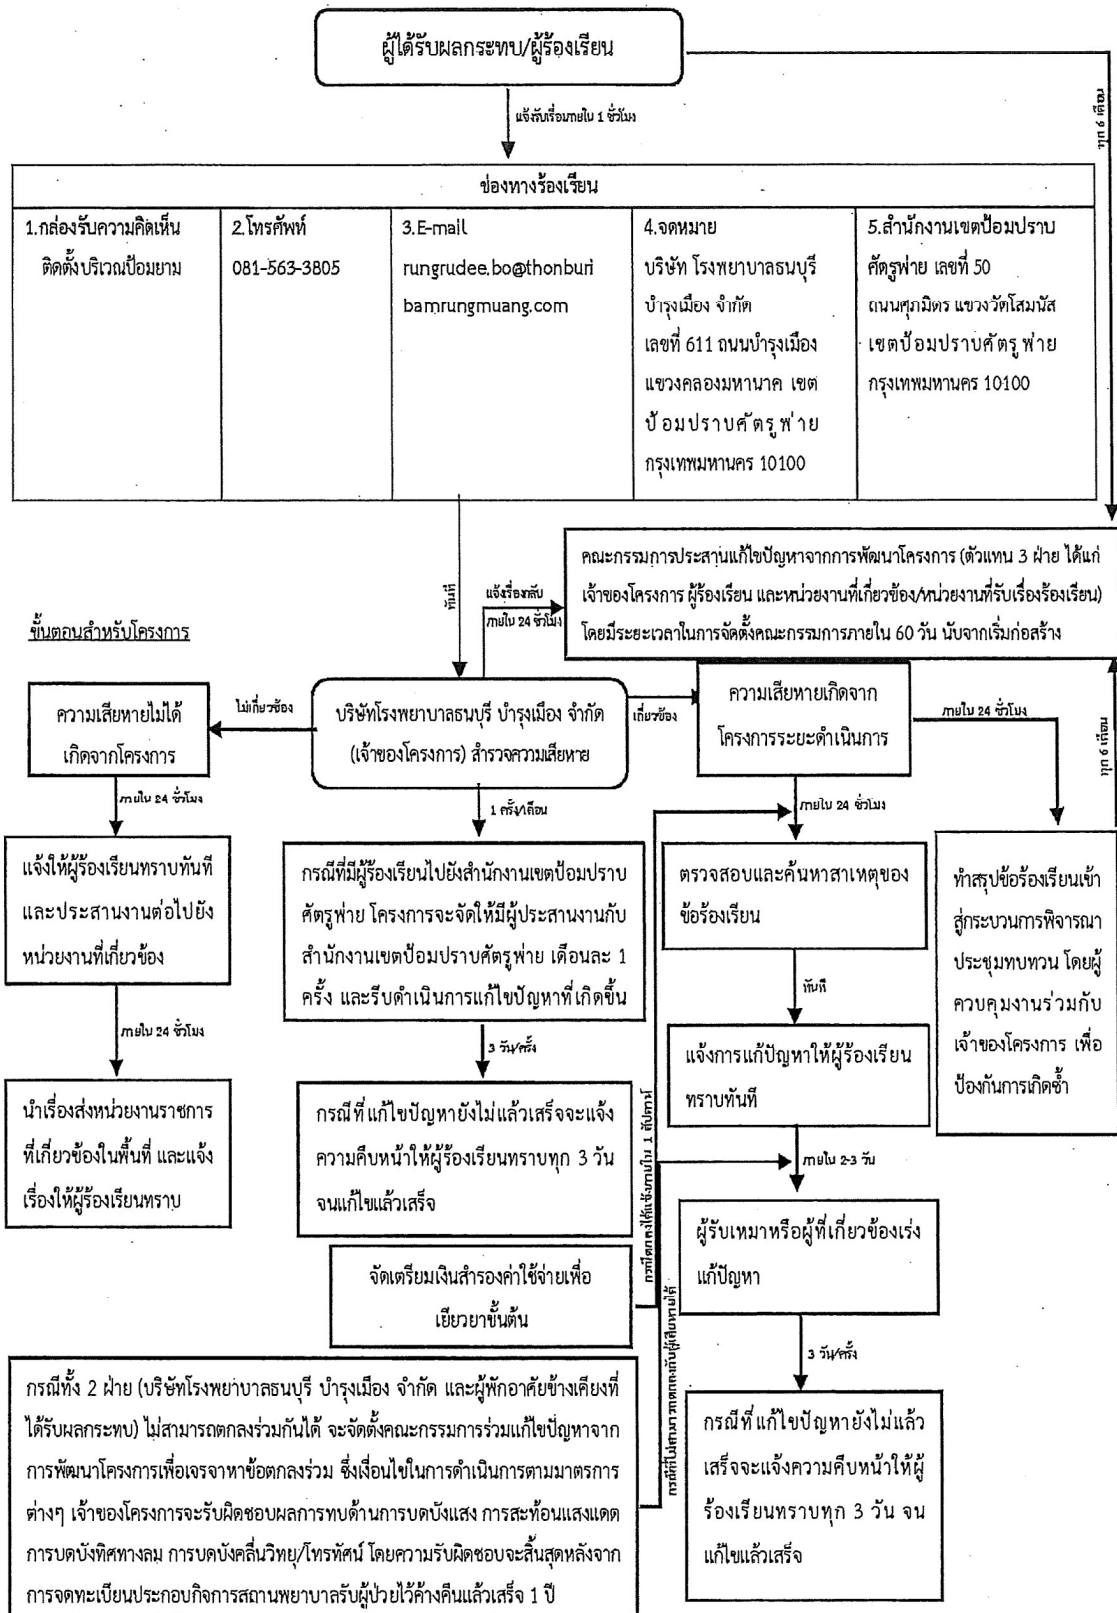 ผู้ได้รับผลกระทบ/ผู้ร้องเรียน
แจ้งรับเรื่องภายใน 1 ชั่วโมง
ทุก 6 เดือน
ช่องทางร้องเรียน
1.กล่องรับความคิดเห็น
ติดตั้งบริเวณป้อมยาม
2.โทรศัพท์
081-563-3805
3.E-mail
rungrudee.bo@thonburi
bamrungmuang.com
4.จดหมาย
บริษัท โรงพยาบาลธนบุรี
บำรุงเมือง จำกัด
เลขที่ 611 ถนนบำรุงเมือง
แขวงคลองมหานาค เขต
ป้อมปราบศัตรูพ่าย
กรุงเทพมหานคร 10100
5.สำนักงานเขตป้อมปราบ
ศัตรูพ่าย เลขที่ 50
ถนนศุภมิตร แขวงวัดโสมนัส
เขตป้อมปราบศัตรูพ่าย
กรุงเทพมหานคร 10100
ทันที
แจ้งเรื่องกลับ
ภายใน 24 ชั่วโมง
คณะกรรมการประสานแก้ไขปัญหาจากการพัฒนาโครงการ (ตัวแทน 3 ฝ่าย ได้แก่
เจ้าของโครงการ ผู้ร้องเรียน และหน่วยงานที่เกี่ยวข้อง/หน่วยงานที่รับเรื่องร้องเรียน)
โดยมีระยะเวลาในการจัดตั้งคณะกรรมการภายใน 60 วัน นับจากเริ่มก่อสร้าง
ขั้นตอนสำหรับโครงการ
ความเสียหายไม่ได้
เกิดจากโครงการ
ไม่เกี่ยวข้อง
บริษัทโรงพยาบาลธนบุรี บำรุงเมือง จำกัด
(เจ้าของโครงการ) สำรวจความเสียหาย
เกี่ยวข้อง
ความเสียหายเกิดจาก
โครงการระยะดำเนินการ
ภายใน 24 ชั่วโมง
ทุก 6 เดือน
ภายใน 24 ชั่วโมง
1 ครั้ง/เดือน
ภายใน 24 ชั่วโมง
แจ้งให้ผู้ร้องเรียนทราบทันที
และประสานงานต่อไปยัง
หน่วยงานที่เกี่ยวข้อง
กรณีที่มีผู้ร้องเรียนไปยังสำนักงานเขตป้อมปราบ
ศัตรูพ่าย โครงการจะจัดให้มีผู้ประสานงานกับ
สำนักงานเขตป้อมปราบศัตรูพ่าย เดือนละ 1
ครั้ง และรีบดำเนินการแก้ไขปัญหาที่เกิดขึ้น
ตรวจสอบและค้นหาสาเหตุของ
ข้อร้องเรียน
ทำสรุปข้อร้องเรียนเข้า
สู่กระบวนการพิจารณา
ประชุมทบทวน โดยผู้
ควบคุมงานร่วมกับ
เจ้าของโครงการ เพื่อ
ป้องกันการเกิดซ้ำ
ภายใน 24 ชั่วโมง
3 วัน/ครั้ง
ทันที
แจ้งการแก้ปัญหาให้ผู้ร้องเรียน
ทราบทันที
นำเรื่องส่งหน่วยงานราชการ
ที่เกี่ยวข้องในพื้นที่ และแจ้ง
เรื่องให้ผู้ร้องเรียนทราบ
กรณีที่แก้ไขปัญหายังไม่แล้วเสร็จจะแจ้ง
ความคืบหน้าให้ผู้ร้องเรียนทราบทุก 3 วัน
จนแก้ไขแล้วเสร็จ
กรณีตกลงได้แจ้งภายใน 1 สัปดาห์
ภายใน 2-3 วัน
ผู้รับเหมาหรือผู้ที่เกี่ยวข้องเร่ง
แก้ปัญหา
จัดเตรียมเงินสำรองค่าใช้จ่ายเพื่อ
เยียวยาขั้นต้น
กรณีที่ไม่สามารถตกลงกับผู้เสียหายได้
3 วัน/ครั้ง
กรณีทั้ง 2 ฝ่าย (บริษัทโรงพยาบาลธนบุรี บำรุงเมือง จำกัด และผู้พักอาศัยข้างเคียงที่
ได้รับผลกระทบ) ไม่สามารถตกลงร่วมกันได้ จะจัดตั้งคณะกรรมการร่วมแก้ไขปัญหาจาก
การพัฒนาโครงการเพื่อเจรจาหาข้อตกลงร่วม ซึ่งเงื่อนไขในการดำเนินการตามมาตรการ
ต่างๆ เจ้าของโครงการจะรับผิดชอบผลการทบด้านการบดบังแสง การสะท้อนแสงแดด
การบดบังทิศทางลม การบดบังคลื่นวิทยุ/โทรทัศน์ โดยความรับผิดชอบจะสิ้นสุดหลังจาก
การจดทะเบียนประกอบกิจการสถานพยาบาลรับผู้ป่วยไว้ค้างคืนแล้วเสร็จ 1 ปี
กรณีที่แก้ไขปัญหายังไม่แล้ว
เสร็จจะแจ้งความคืบหน้าให้ผู้
ร้องเรียนทราบทุก 3 วัน จน
แก้ไขแล้วเสร็จ